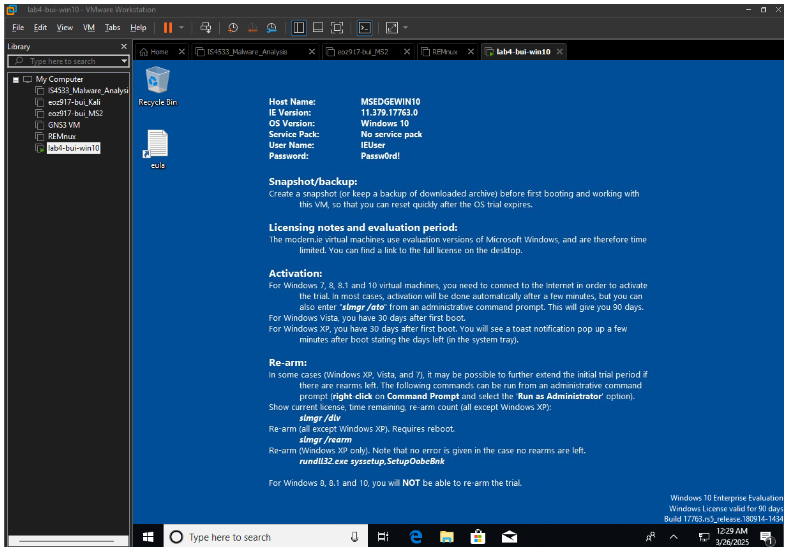 lab4-bui-win10 - VMware Workstation
File Edit View VM Tabs Help
Library
Type here to search
My Computer
IS4533_Malware_Analysi
eoz917-bui_Kali
eoz917-bui_MS2
GNS3 VM
REMnux
lab4-bui-win10
Home
IS4533_Malware_Analysis
eoz917-bui_MS2
REMnux
lab4-bui-win10
Recycle Bin
eula
Host Name: MSEDGEWIN10
IE Version: 11.379.17763.0
OS Version: Windows 10
Service Pack: No service pack
User Name: IEUser
Password: Passw0rd!
Snapshot/backup:
Create a snapshot (or keep a backup of downloaded archive) before first booting and working with
this VM, so that you can reset quickly after the OS trial expires.
Licensing notes and evaluation period:
The modern.ie virtual machines use evaluation versions of Microsoft Windows, and are therefore time
limited. You can find a link to the full license on the desktop.
Activation:
For Windows 7, 8, 8.1 and 10 virtual machines, you need to connect to the Internet in order to activate
the trial. In most cases, activation will be done automatically after a few minutes, but you can
also enter "slmgr /ato" from an administrative command prompt. This will give you 90 days.
For Windows Vista, you have 30 days after first boot.
For Windows XP, you have 30 days after first boot. You will see a toast notification pop up a few
minutes after boot stating the days left (in the system tray).
Re-arm:
In some cases (Windows XP, Vista, and 7), it may be possible to further extend the initial trial period if
there are rearms left. The following commands can be run from an administrative command
prompt (right-click on Command Prompt and select the 'Run as Administrator' option).
Show current license, time remaining, re-arm count (all except Windows XP):
slmgr /dlv
Re-arm (all except Windows XP). Requires reboot.
slmgr /rearm
Re-arm (Windows XP only). Note that no error is given in the case no rearms are left.
rundll32.exe syssetup,SetupOobeBnk
For Windows 8, 8.1 and 10, you will NOT be able to re-arm the trial.
Windows 10 Enterprise Evaluation
Windows License valid for 90 days
Build 17763.rs5_release.180914-1434
Type here to search
12:29 AM
3/26/2025
1